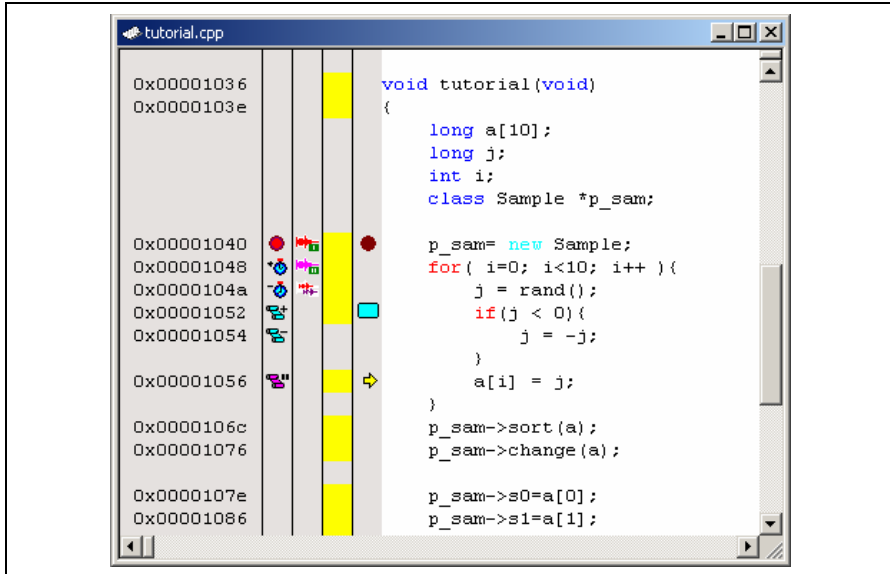 tutorial.cpp
0x00001036 void tutorial(void)
0x0000103e {
long a[10];
long j;
int i;
class Sample *p_sam;
0x00001040 p_sam= new Sample;
0x00001048 for( i=0; i<10; i++ ){
0x0000104a j = rand();
0x00001052 if(j < 0){
0x00001054 j = -j;
}
0x00001056 a[i] = j;
}
0x0000106c p_sam->sort(a);
0x00001076 p_sam->change(a);
0x0000107e p_sam->s0=a[0];
0x00001086 p_sam->s1=a[1];